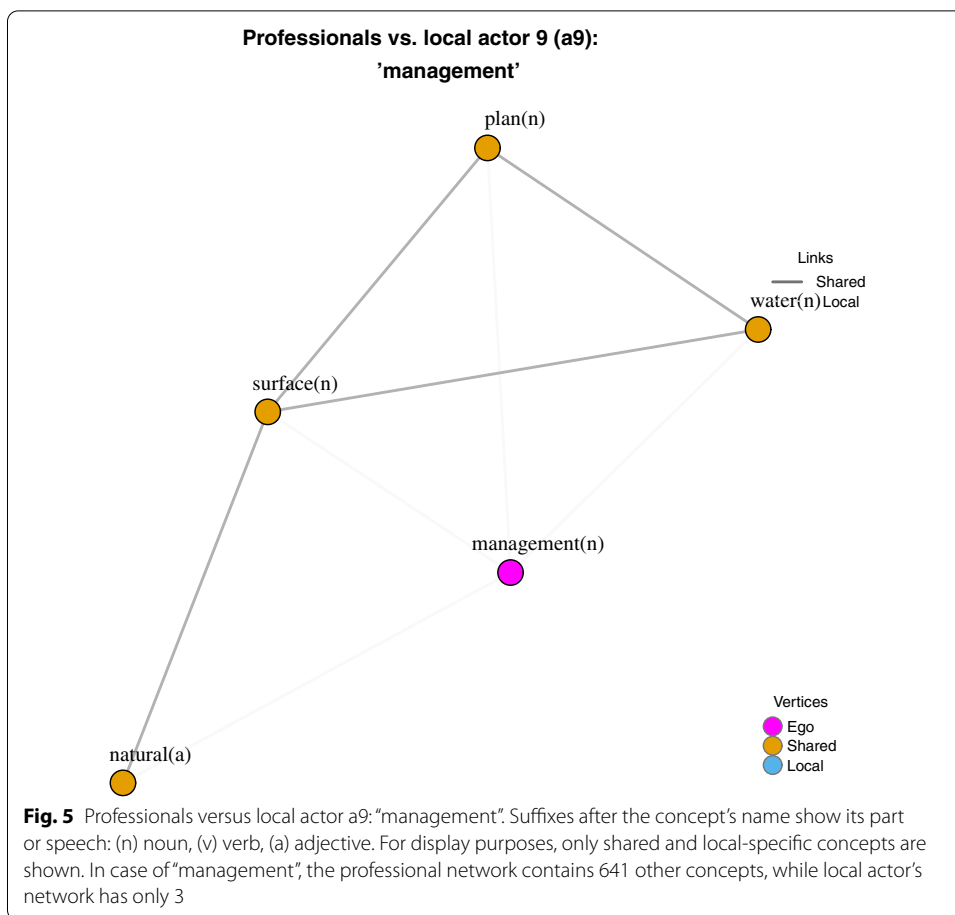 Professionals vs. local actor 9 (a9):
’management’
plan(n)
Links
Shared
water(n) Local
surface(n)
management(n)
Vertices
Ego
natural(a)
Shared
Local
Fig. 5 Professionals versus local actor a9: “management”. Suffixes after the concept’s name show its part
or speech: (n) noun, (v) verb, (a) adjective. For display purposes, only shared and local-specific concepts are
shown. In case of “management”, the professional network contains 641 other concepts, while local actor’s
network has only 3